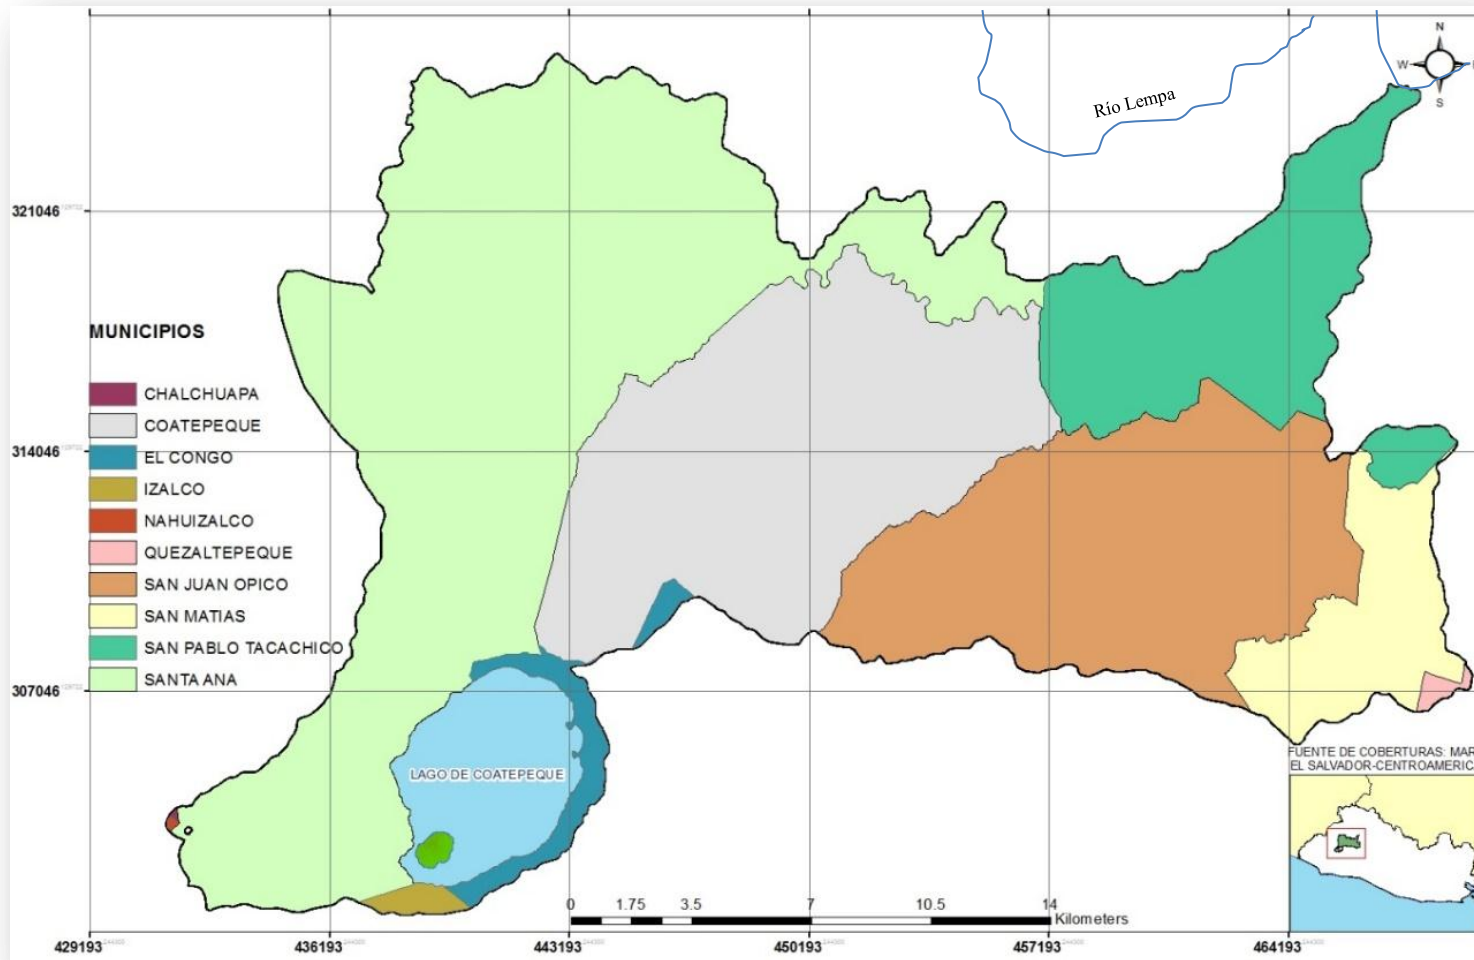 N
W
S
Río Lempa
321046
MUNICIPIOS
CHALCHUAPA
COATEPEQUE
314046
EL CONGO
IZALCO
NAHUIZALCO
QUEZALTEPEQUE
SAN JUAN OPICO
SAN MATIAS
SAN PABLO TACACHICO
SANTA ANA
307046
LAGO DE COATEPEQUE
FUENTE DE COBERTURAS: MAR
EL SALVADOR-CENTROAMERIC
0 1.75 3.5 7 10.5 14
Kilometers
429193 436193 443193 450193 457193 464193